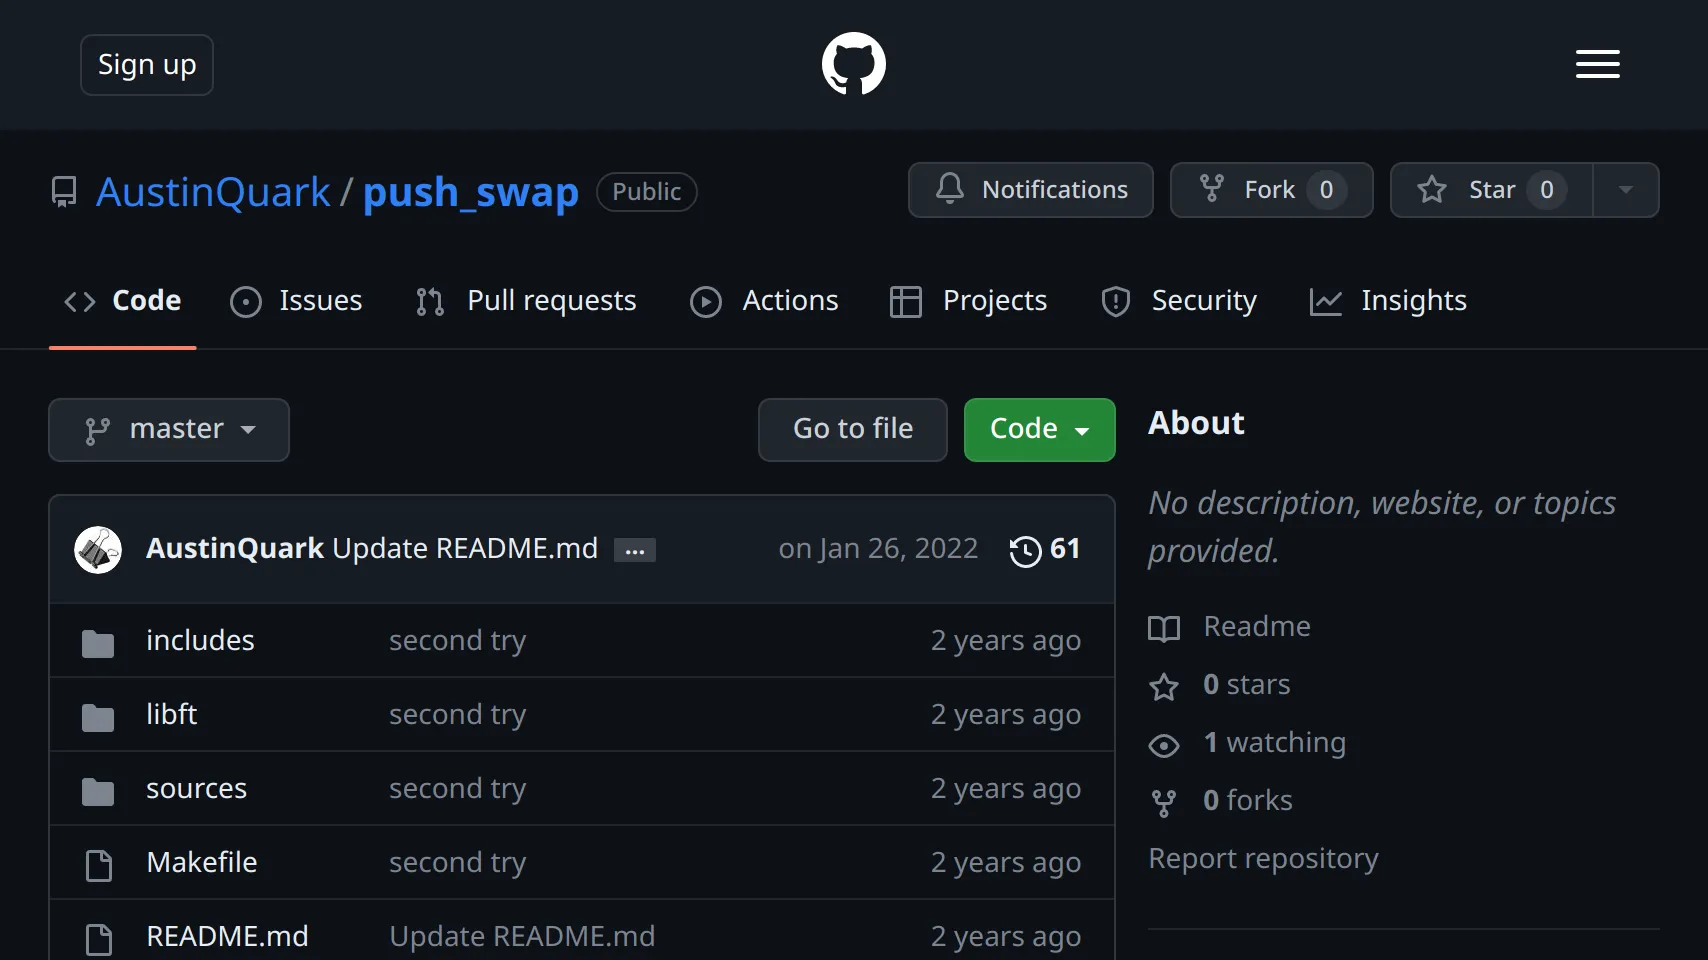 Sign up
AustinQuark / push_swap Public
Notifications
Fork 0
Star 0
Code
Issues
Pull requests
Actions
Projects
Security
Insights
master
Go to file
Code
AustinQuark Update README.md ...
on Jan 26, 2022
61
includes second try 2 years ago
libft second try 2 years ago
sources second try 2 years ago
Makefile second try 2 years ago
README.md Update README.md 2 years ago
About
No description, website, or topics
provided.
Readme
0 stars
1 watching
0 forks
Report repository